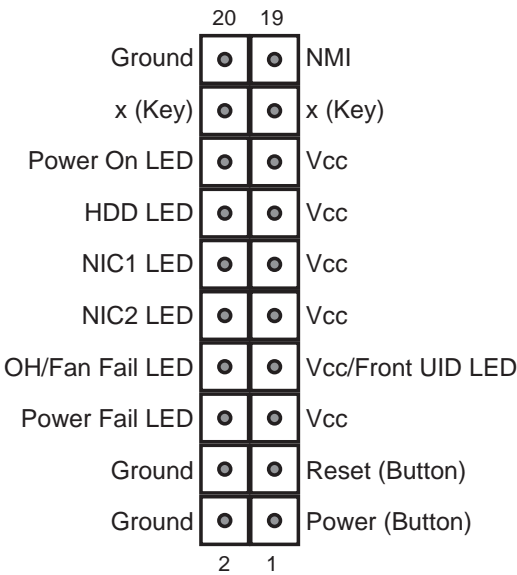 20 19
Ground NMI
x (Key) x (Key)
Power On LED Vcc
HDD LED Vcc
NIC1 LED Vcc
NIC2 LED Vcc
OH/Fan Fail LED Vcc/Front UID LED
Power Fail LED Vcc
Ground Reset (Button)
Ground Power (Button)
2 1